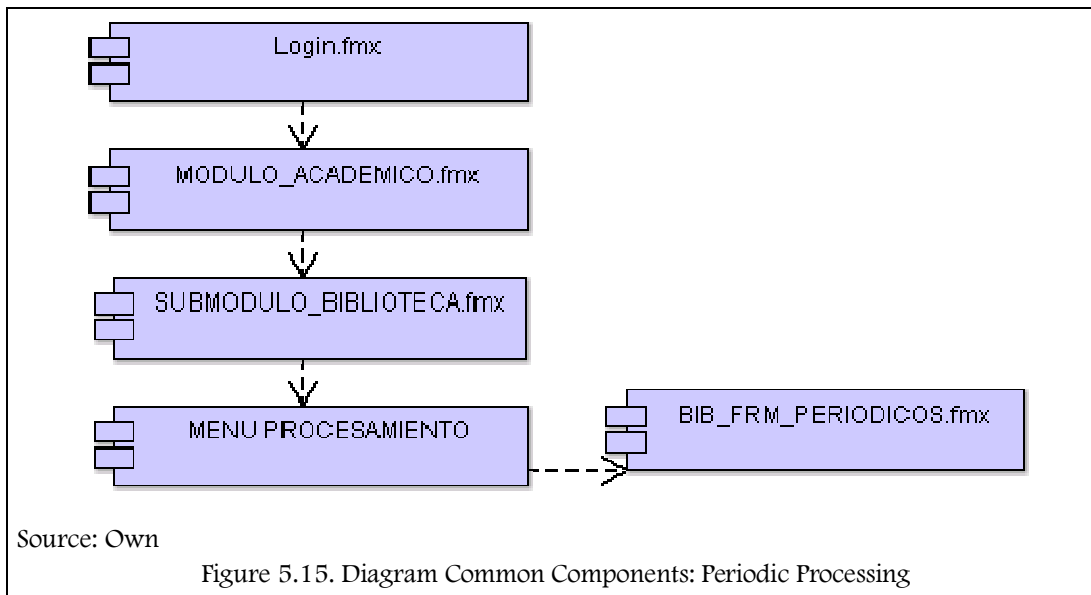 Login.fmx
MODULO_ACADEMICO.fmx
SUBMODULO_BIBLIOTECA.fmx
MENU PROCESAMIENTO
BIB_FRM_PERIODICOS.fmx
Source: Own
Figure 5.15. Diagram Common Components: Periodic Processing